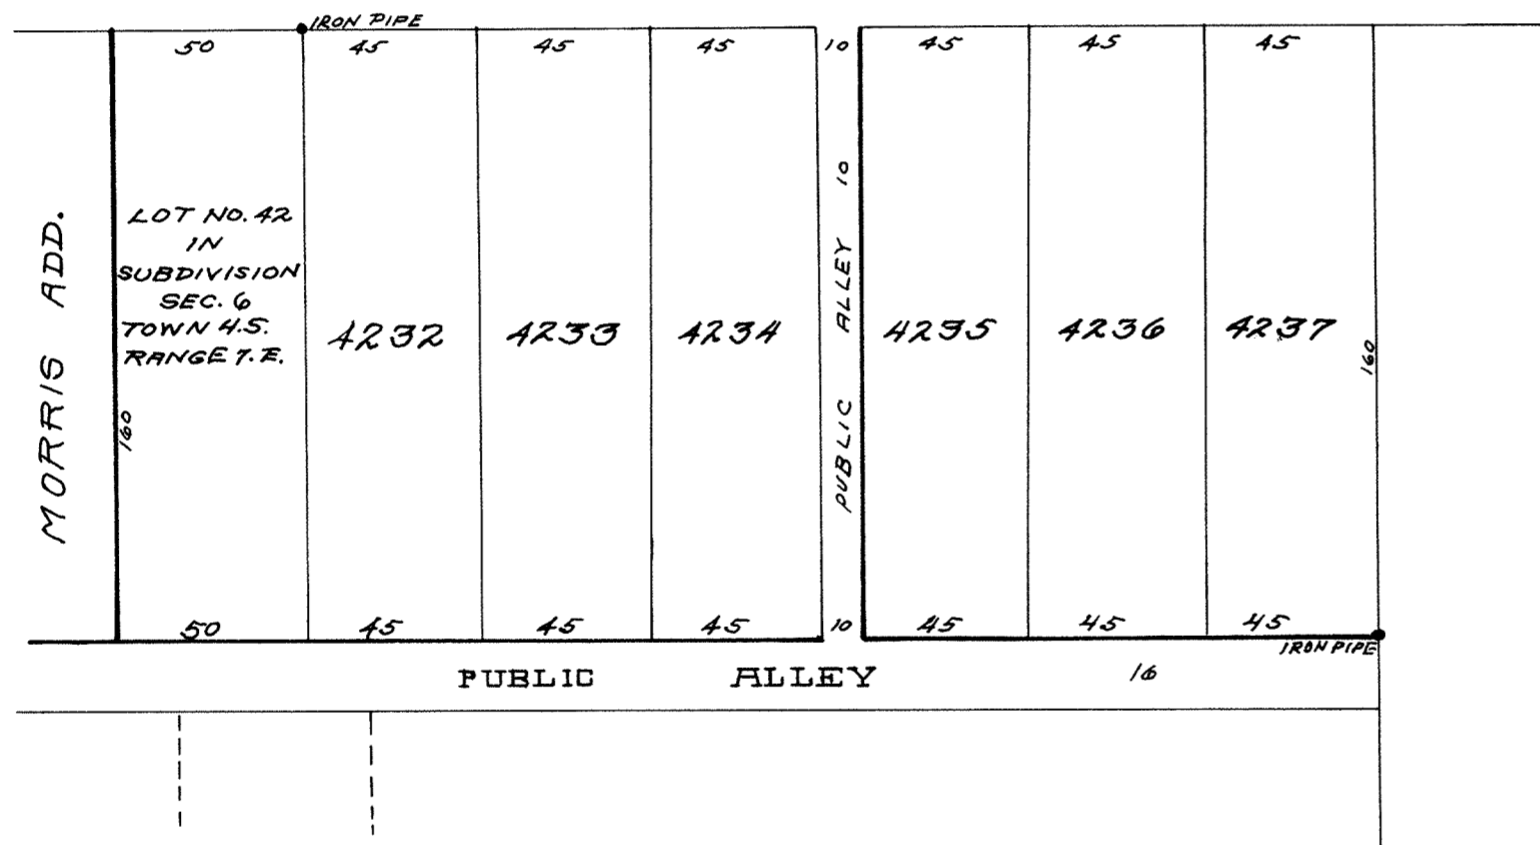 IRON PIPE
50 45 45 45 10 45 45 45
MORRIS ADD.
LOT NO. 42
IN
SUBDIVISION
SEC. 6
TOWN 4.S.
RANGE 7.E.
160
4232 4233 4234
PUBLIC ALLEY 10
4235 4236 4237
160
50 45 45 45 10 45 45 45
IRON PIPE
PUBLIC ALLEY 16